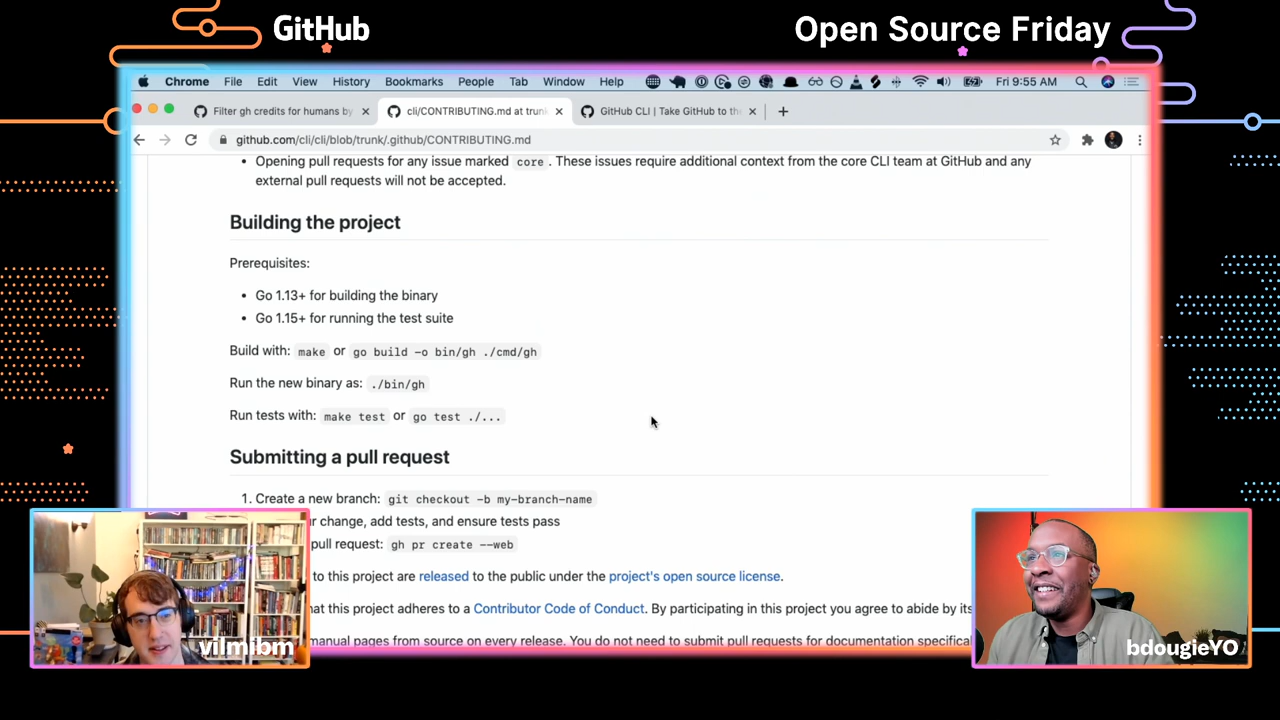 GitHub
Open Source Friday
Chrome File Edit View History Bookmarks People Tab Window Help Fri 9:55 AM
Filter gh credits for humans by
cli/CONTRIBUTING.md at trun
GitHub CLI | Take GitHub to the
github.com/cli/cli/blob/trunk/.github/CONTRIBUTING.md
• Opening pull requests for any issue marked core. These issues require additional context from the core CLI team at GitHub and any
external pull requests will not be accepted.
Building the project
Prerequisites:
• Go 1.13+ for building the binary
• Go 1.15+ for running the test suite
Build with: make or go build -o bin/gh ./cmd/gh
Run the new binary as: ./bin/gh
Run tests with: make test or go test ./...
Submitting a pull request
1. Create a new branch: git checkout -b my-branch-name
r change, add tests, and ensure tests pass
pull request: gh pr create --web
to this project are released to the public under the project's open source license.
hat this project adheres to a Contributor Code of Conduct. By participating in this project you agree to abide by its
manual pages from source on every release. You do not need to submit pull requests for documentation specifical
vilmibm
bdougieYO